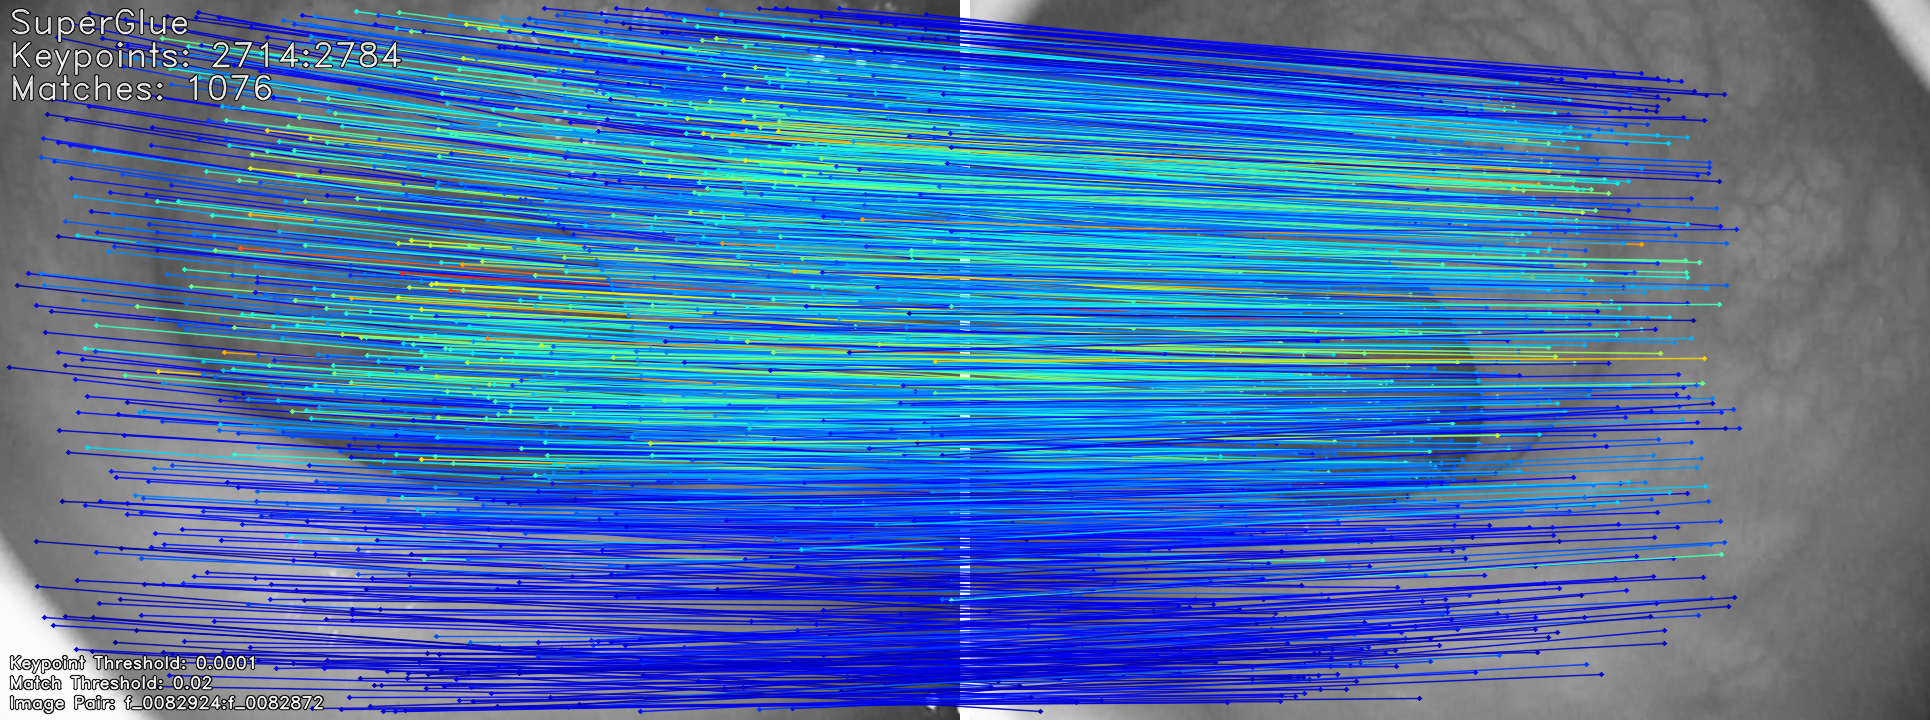 SuperGlue
Keypoints: 2714:2784
Matches: 1076
Keypoint Threshold: 0.0001
Match Threshold: 0.02
Image Pair: f_0082924:f_0082872